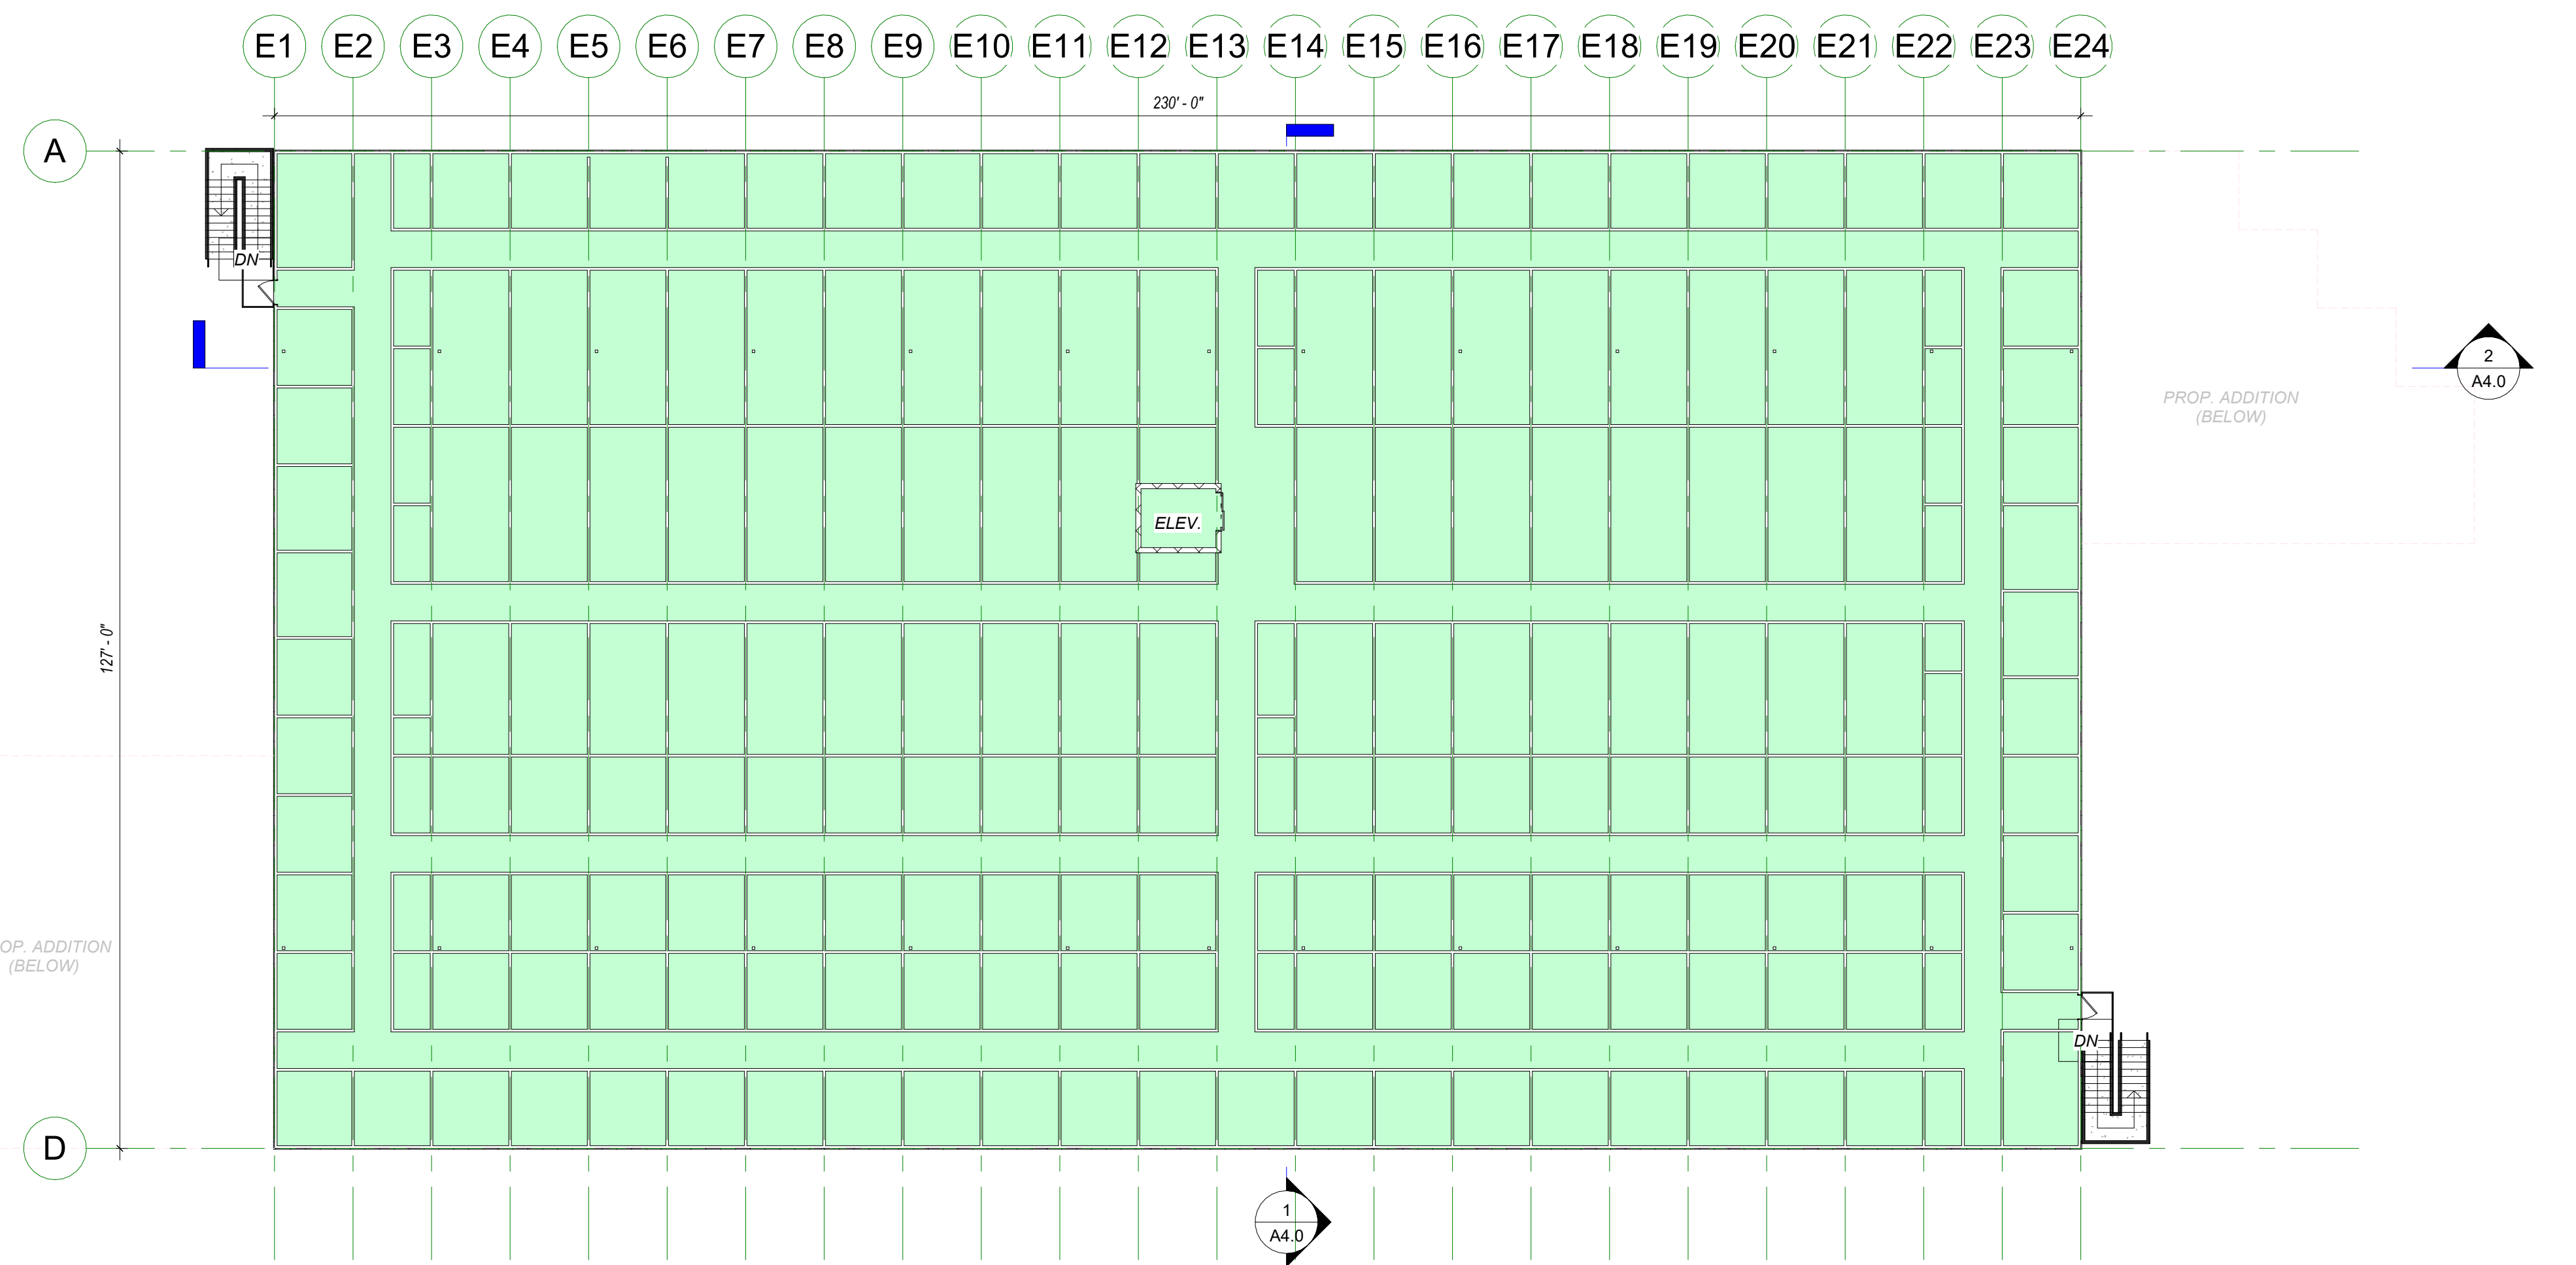 E1 E2 E3 E4 E5 E6 E7 E8 E9 E10 E11 E12 E13 E14 E15 E16 E17 E18 E19 E20 E21 E22 E23 E24
230' - 0"
A
DN
2
A4.0
PROP. ADDITION
(BELOW)
ELEV.
127' - 0"
OP. ADDITION
(BELOW)
DN
D
1
A4.0